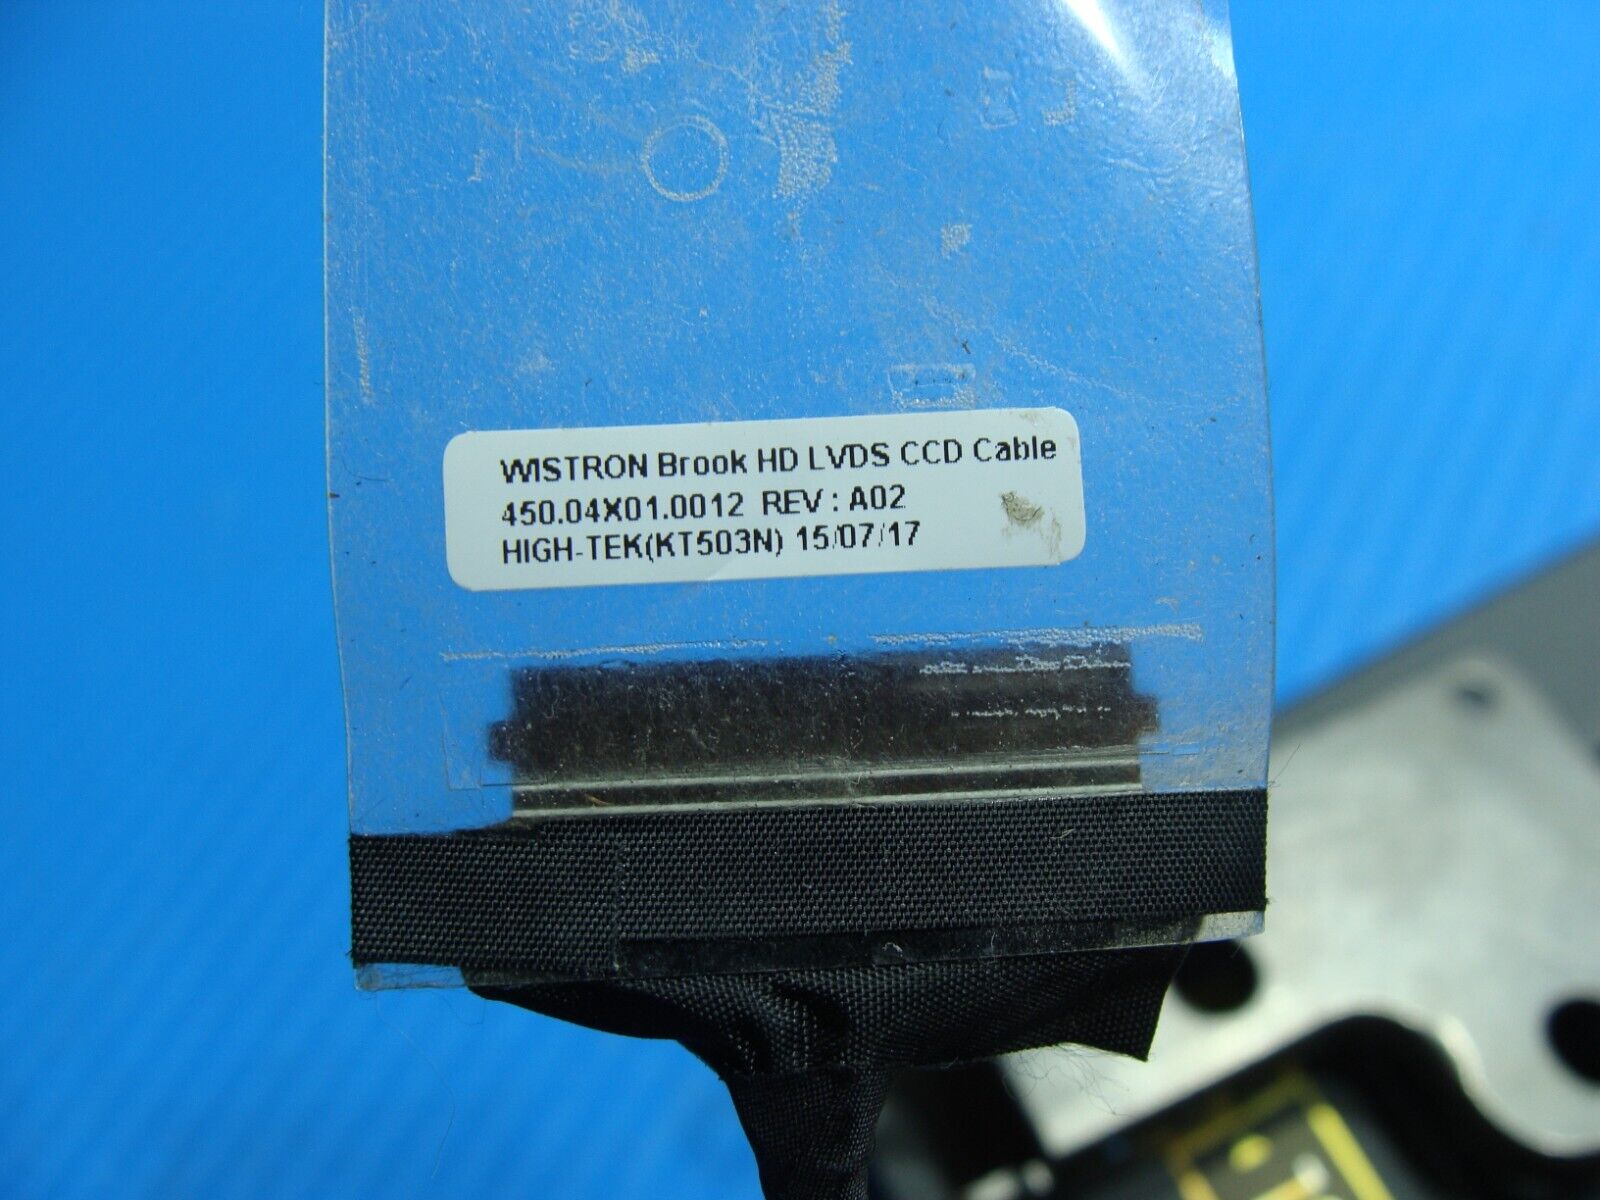 WISTRON Brook HD LVDS CCD Cable
450.04X01.0012 REV : A02
HIGH-TEK(KT503N) 15/07/17